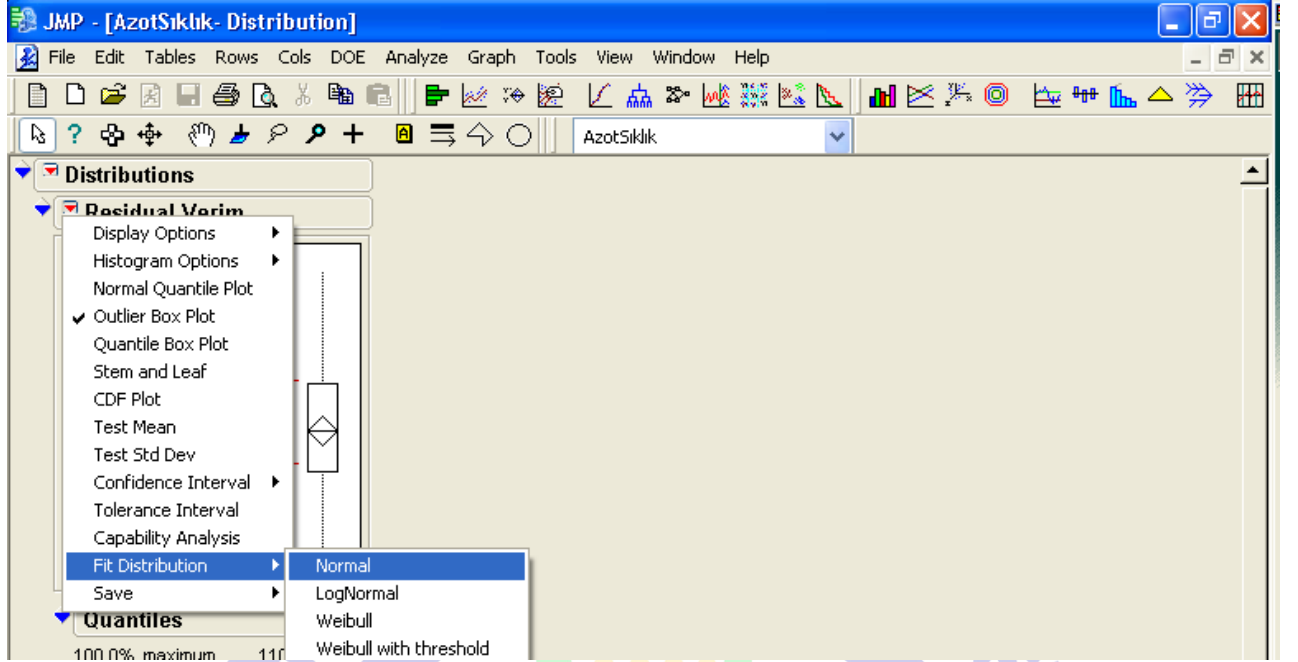 JMP - [AzotSıklık- Distribution]
File Edit Tables Rows Cols DOE Analyze Graph Tools View Window Help
AzotSıklık
Distributions
Residual Verim
Display Options
Histogram Options
Normal Quantile Plot
Outlier Box Plot
Quantile Box Plot
Stem and Leaf
CDF Plot
Test Mean
Test Std Dev
Confidence Interval
Tolerance Interval
Capability Analysis
Fit Distribution
Normal
Save
LogNormal
Quantiles
Weibull
Weibull with threshold
100.0% maximum